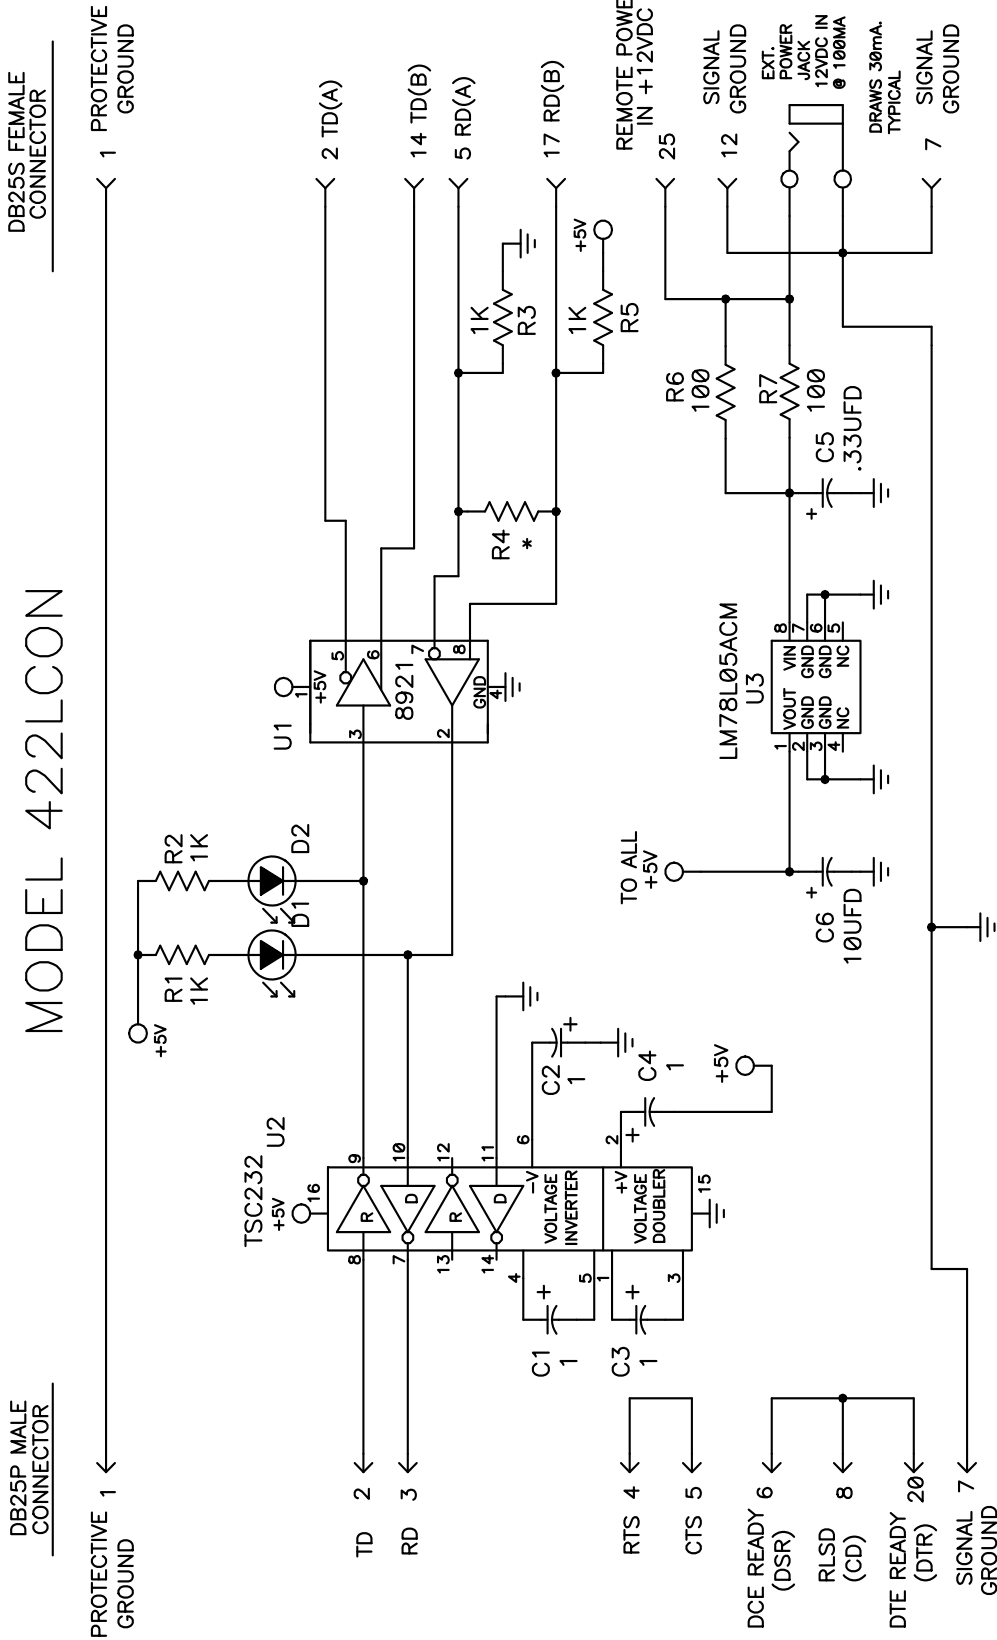 MODEL 422LCON
DB25P MALE
CONNECTOR
DB25S FEMALE
CONNECTOR
PROTECTIVE
GROUND
1
1
PROTECTIVE
GROUND
+5V
R1
1K
R2
1K
D1
D2
TD 2
RD 3
TSC232
U2
+5V
16
8
R
9
7
D
10
13
R
12
14
D
11
4
5
VOLTAGE
INVERTER
-V
6
1
3
VOLTAGE
DOUBLER
+V
2
15
C1
1
+
C3
1
+
C2
1
+
C4
1
+
+5V
U1
1
+5V
8921
3
5
6
2
7
8
GND
4
2 TD(A)
14 TD(B)
5 RD(A)
17 RD(B)
1K
R3
1K
R5
+5V
R4
*
RTS 4
CTS 5
DCE READY
(DSR)
6
RLSD
(CD)
8
DTE READY
(DTR)
20
SIGNAL
GROUND
7
TO ALL
+5V
C6
10UFD
+
LM78L05ACM
U3
1 VOUT
2 GND
3 GND
4 NC
VIN 8
GND 7
GND 6
NC 5
C5
.33UFD
+
R6
100
R7
100
REMOTE POWE
IN +12VDC
25
SIGNAL
GROUND
12
EXT.
POWER
JACK
12VDC IN
@ 100MA
DRAWS 30mA.
TYPICAL
SIGNAL
GROUND
7